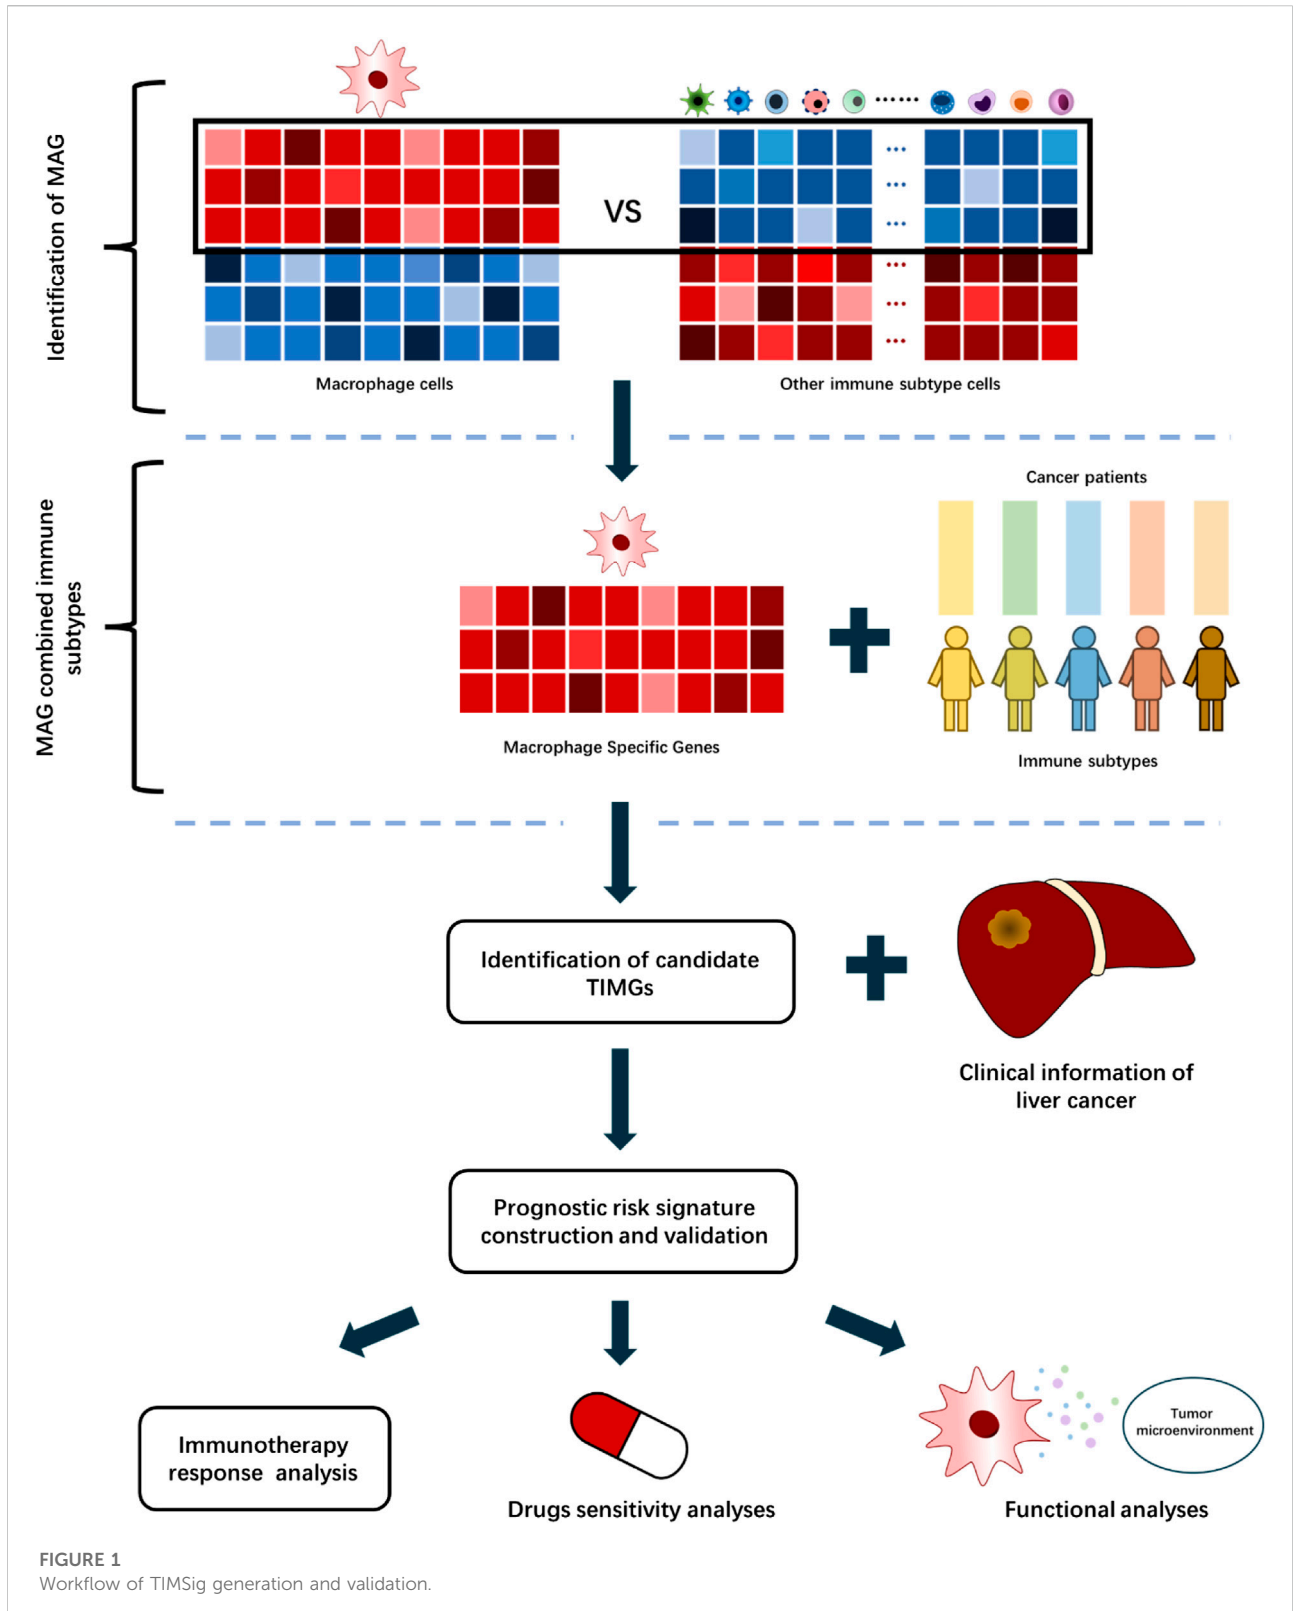 Identification of MAG
VS
Macrophage cells
Other immune subtype cells
MAG combined immune
subtypes
Cancer patients
Macrophage Specific Genes
Immune subtypes
Identification of candidate
TIMGs
Clinical information of
liver cancer
Prognostic risk signature
construction and validation
Immunotherapy
response analysis
Drugs sensitivity analyses
Tumor
microenvironment
Functional analyses
FIGURE 1
Workflow of TIMSig generation and validation.